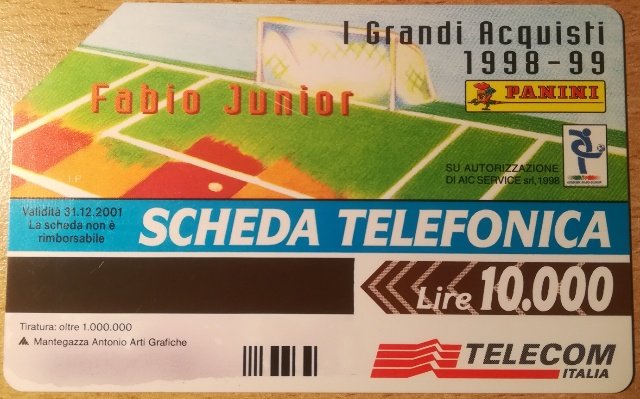 I Grandi Acquisti
1998-99
Fabio Junior
PANINI
SU AUTORIZZAZIONE
DI AIC SERVICE srl, 1998
Validità 31.12.2001
La scheda non è
rimborsabile
SCHEDA TELEFONICA
Lire 10.000
Tiratura: oltre 1.000.000
Mantegazza Antonio Arti Grafiche
TELECOM
ITALIA